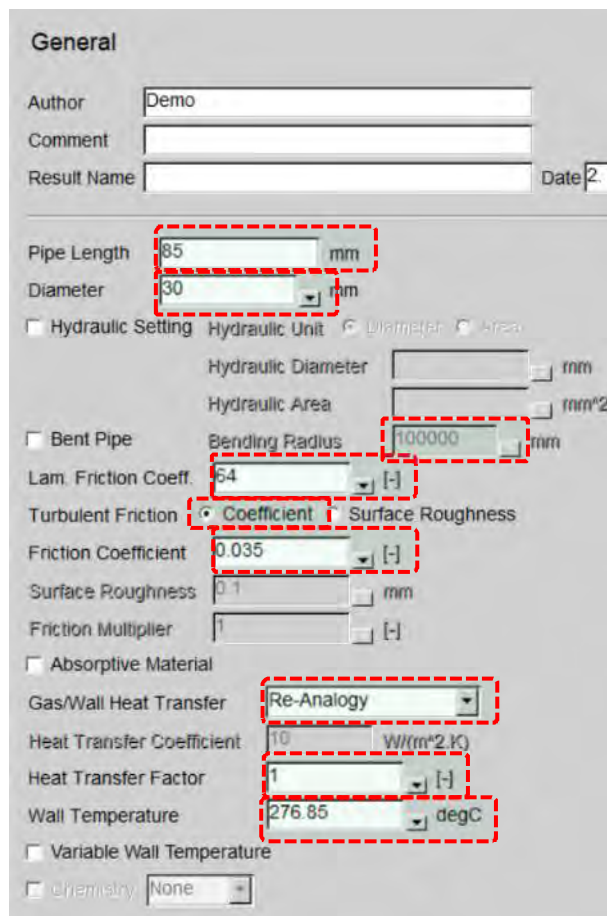 General
Author Demo
Comment
Result Name Date 2.
Pipe Length 85 mm
Diameter 30 mm
Hydraulic Setting Hydraulic Unit Diameter Area
Hydraulic Diameter mm
Hydraulic Area mm^2
Bent Pipe Bending Radius 100000 mm
Lam. Friction Coeff. 64 [-]
Turbulent Friction Coefficient Surface Roughness
Friction Coefficient 0.035 [-]
Surface Roughness 0.1 mm
Friction Multiplier 1 [-]
Absorptive Material
Gas/Wall Heat Transfer Re-Analogy
Heat Transfer Coefficient 10 W/(m^2.K)
Heat Transfer Factor 1 [-]
Wall Temperature 276.85 degC
Variable Wall Temperature
Chemistry None